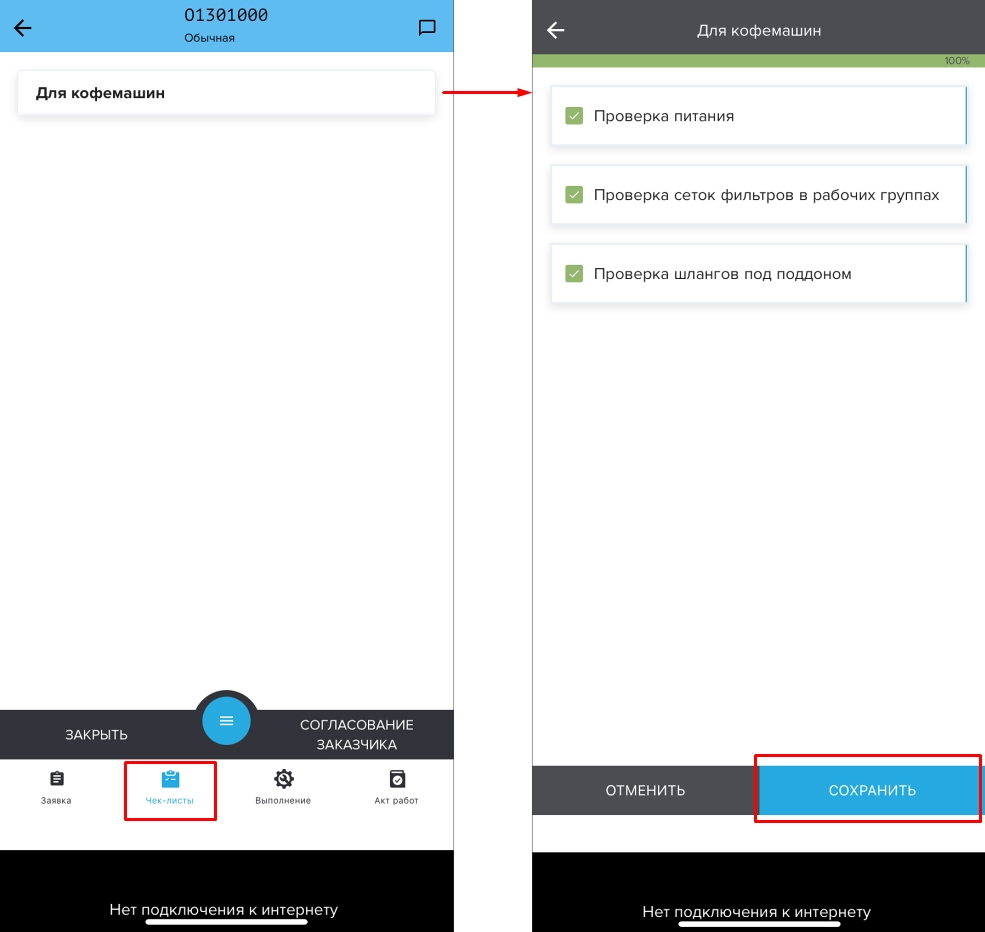 O1301000
Обычная
Для кофемашин
ЗАКРЫТЬ
СОГЛАСОВАНИЕ
ЗАКАЗЧИКА
Заявка
Чек-листы
Выполнение
Акт работ
Нет подключения к интернету
Для кофемашин
100%
Проверка питания
Проверка сеток фильтров в рабочих группах
Проверка шлангов под поддоном
ОТМЕНИТЬ
СОХРАНИТЬ
Нет подключения к интернету